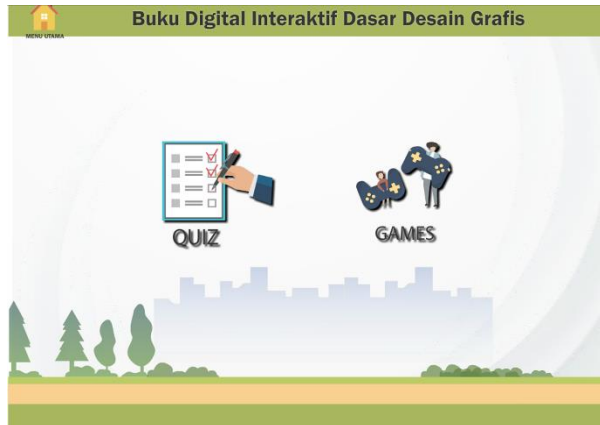 Buku Digital Interaktif Dasar Desain Grafis
MENU UTAMA
QUIZ
GAMES